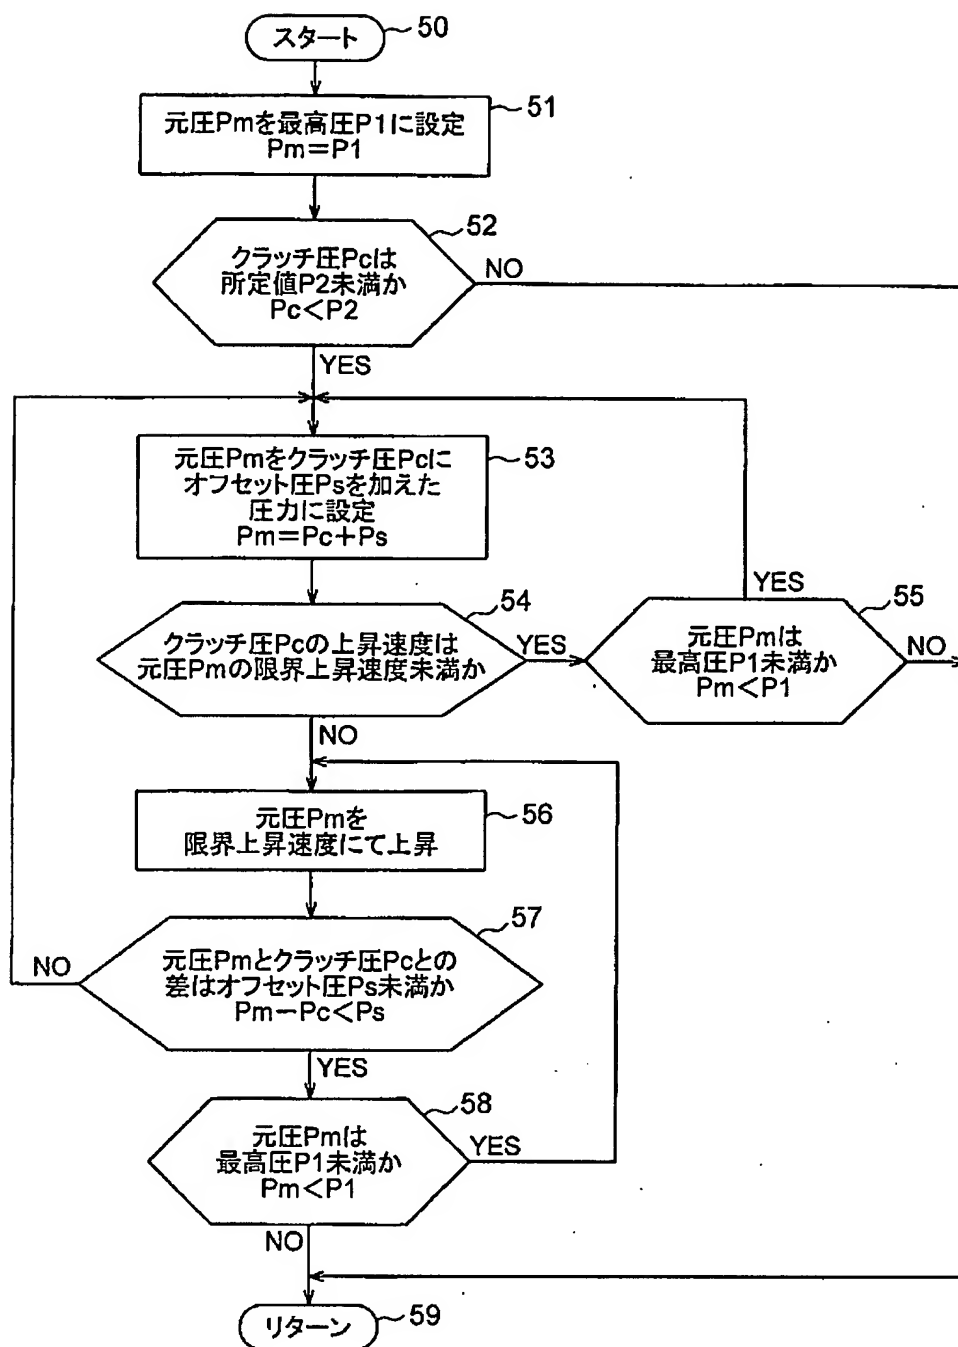 スタート
50
元圧Pmを最高圧P1に設定
Pm=P1
51
クラッチ圧Pcは
所定値P2未満か
Pc<P2
52
NO
YES
元圧Pmをクラッチ圧Pcに
オフセット圧Psを加えた
圧力に設定
Pm=Pc+Ps
53
クラッチ圧Pcの上昇速度は
元圧Pmの限界上昇速度未満か
54
YES
NO
元圧Pmは
最高圧P1未満か
Pm<P1
55
YES
NO
元圧Pmを
限界上昇速度にて上昇
56
元圧Pmとクラッチ圧Pcとの
差はオフセット圧Ps未満か
Pm-Pc<Ps
57
NO
YES
元圧Pmは
最高圧P1未満か
Pm<P1
58
YES
NO
リターン
59